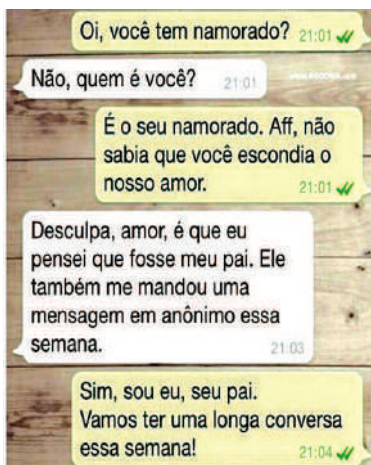 Oi, você tem namorado? 21:01
Não, quem é você? 21:01
É o seu namorado. Aff, não
sabia que você escondia o
nosso amor. 21:01
Desculpa, amor, é que eu
pensei que fosse meu pai. Ele
também me mandou uma
mensagem em anônimo essa
semana. 21:03
Sim, sou eu, seu pai.
Vamos ter uma longa conversa
essa semana! 21:04